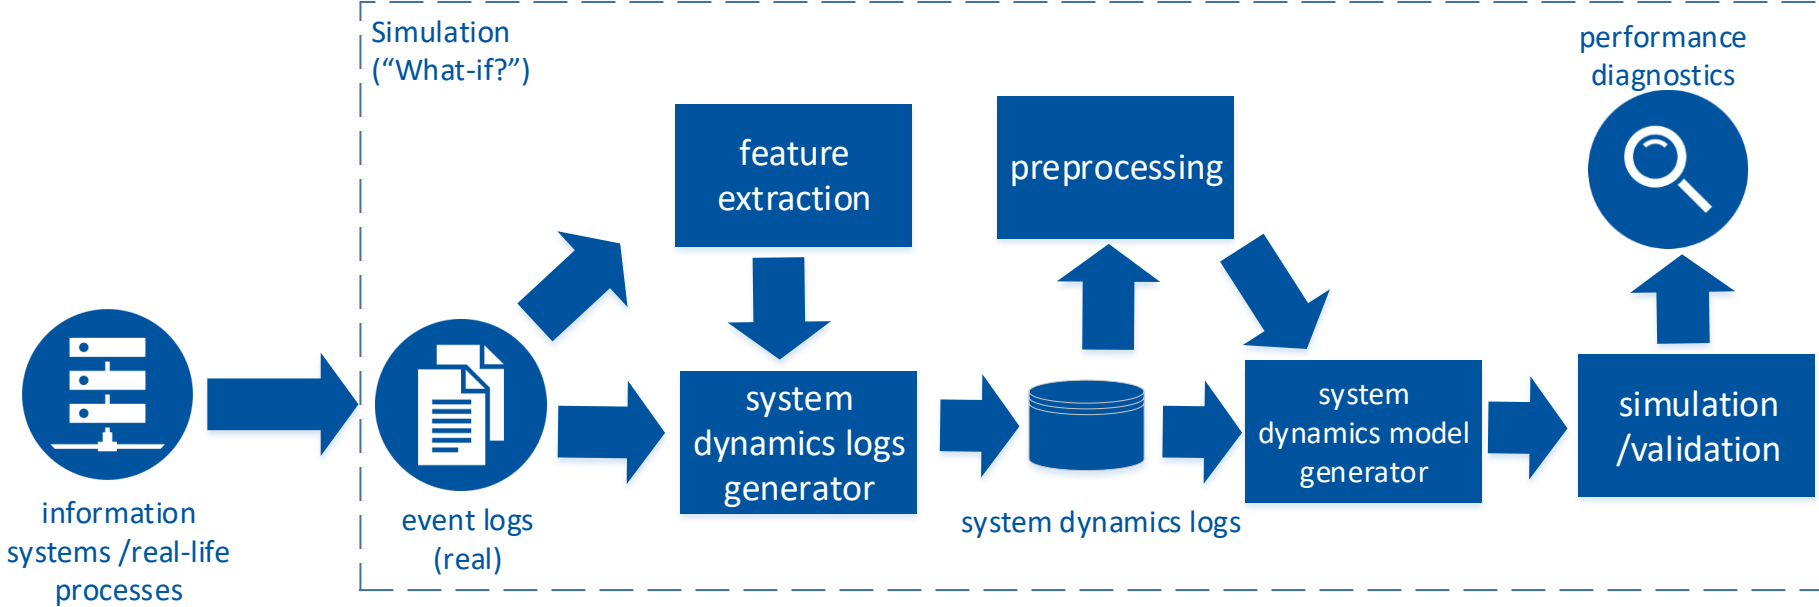 Simulation
(“What-if?”)
performance
diagnostics
feature
extraction
preprocessing
system
dynamics logs
generator
system
dynamics model
generator
simulation
/validation
information
systems /real-life
processes
event logs
(real)
system dynamics logs